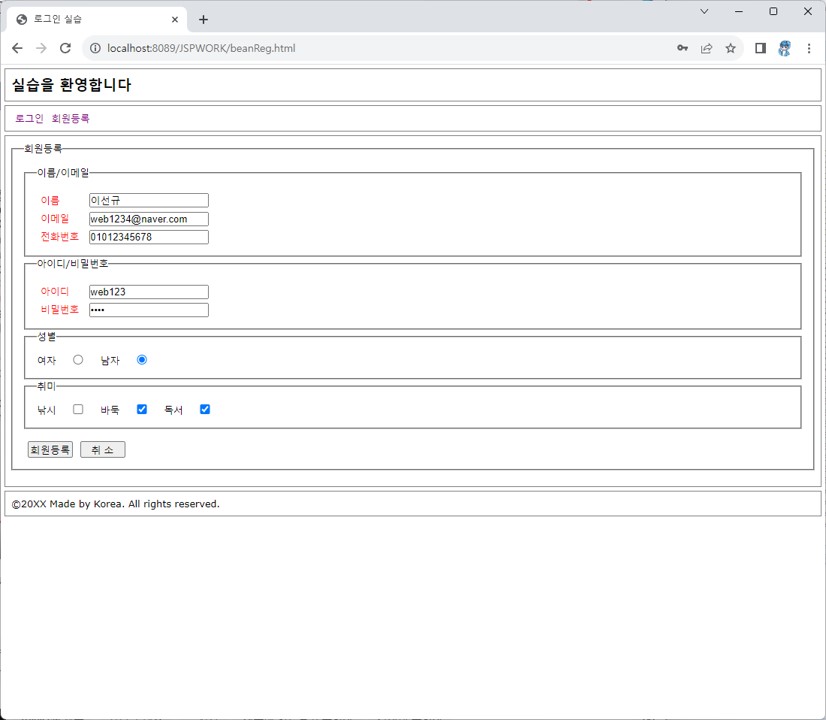 로그인 실습
localhost:8089/JSPWORK/beanReg.html
실습을 환영합니다
로그인 회원등록
회원등록
이름/이메일
이름 이선규
이메일 web1234@naver.com
전화번호 01012345678
아이디/비밀번호
아이디 web123
비밀번호 ••••
성별
여자 남자
취미
낚시 바둑 독서
회원등록 취 소
©20XX Made by Korea. All rights reserved.